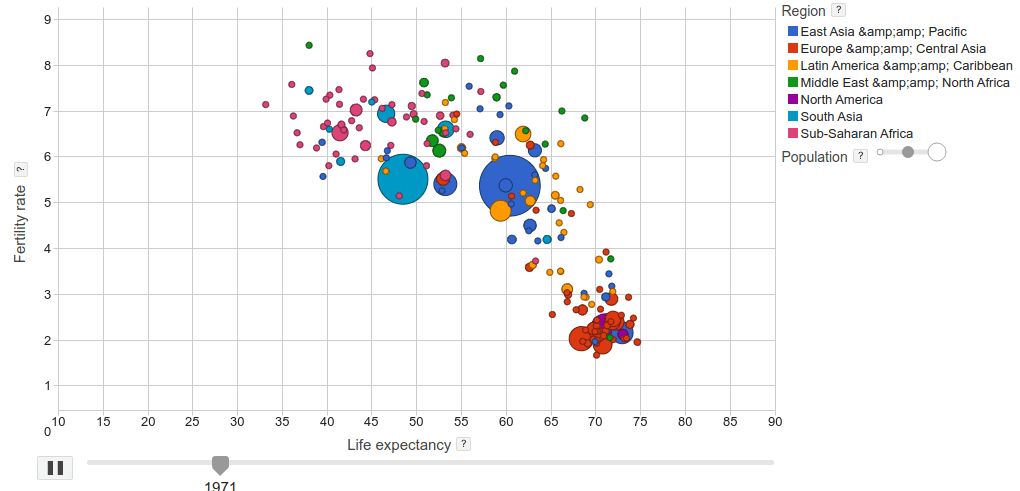 Region ?
East Asia &amp;amp; Pacific
Europe &amp;amp; Central Asia
Latin America &amp;amp; Caribbean
Middle East &amp;amp; North Africa
North America
South Asia
Sub-Saharan Africa
Population ?
Fertility rate ?
9
8
7
6
5
4
3
2
1
0
10 15 20 25 30 35 40 45 50 55 60 65 70 75 80 85 90
Life expectancy ?
1971